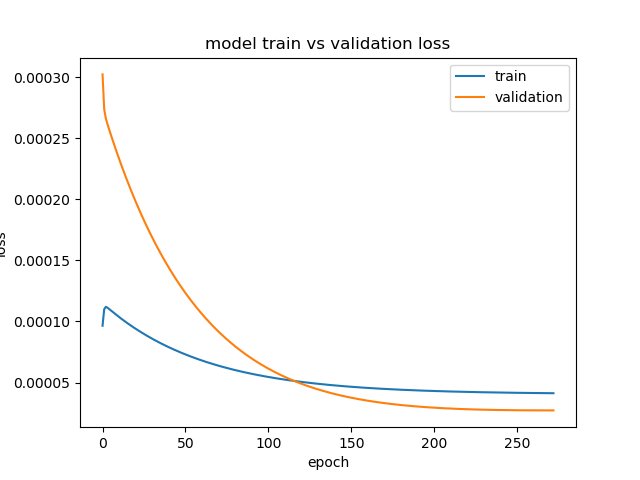 model train vs validation loss
train
validation
0.00030
0.00025
0.00020
0.00015
0.00010
0.00005
loss
0 50 100 150 200 250
epoch